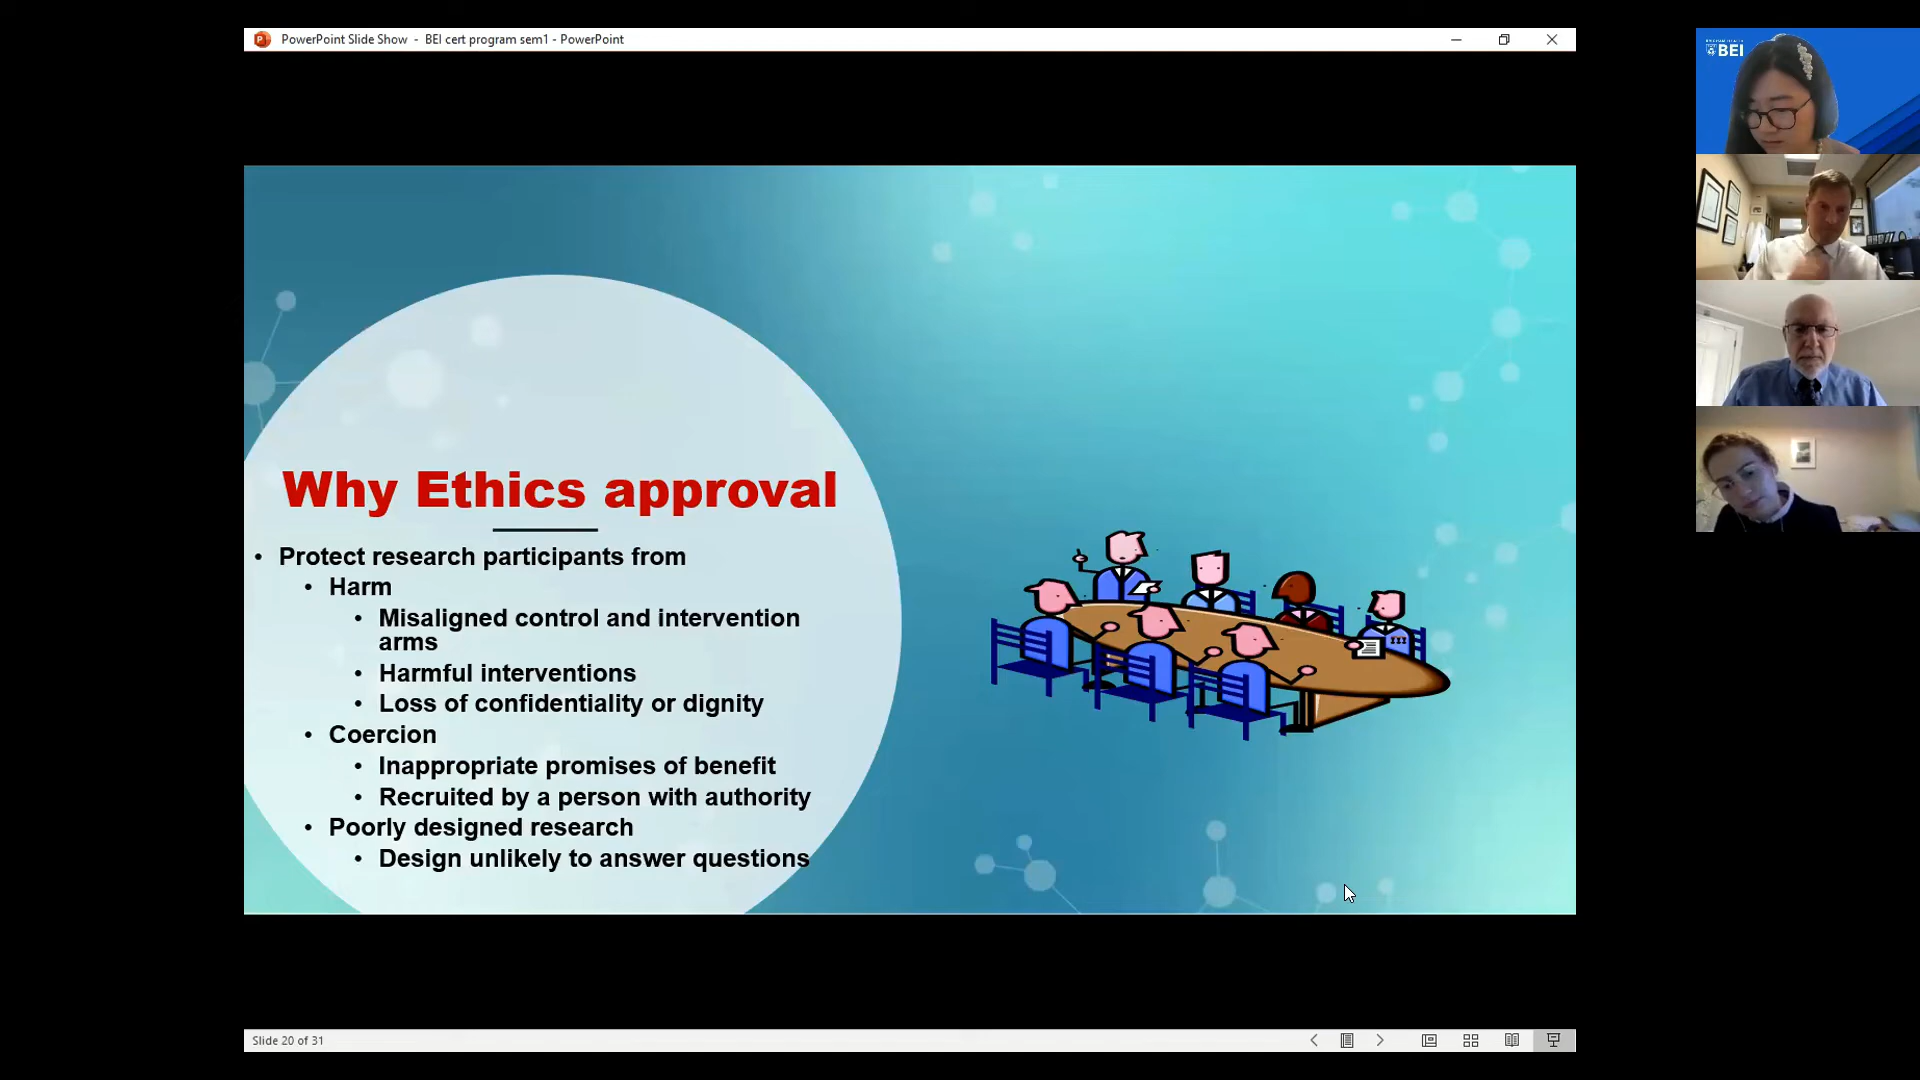 PowerPoint Slide Show - BEI cert program sem1 - PowerPoint
BEI
Why Ethics approval
• Protect research participants from
• Harm
• Misaligned control and intervention
arms
• Harmful interventions
• Loss of confidentiality or dignity
• Coercion
• Inappropriate promises of benefit
• Recruited by a person with authority
• Poorly designed research
• Design unlikely to answer questions
Slide 20 of 31